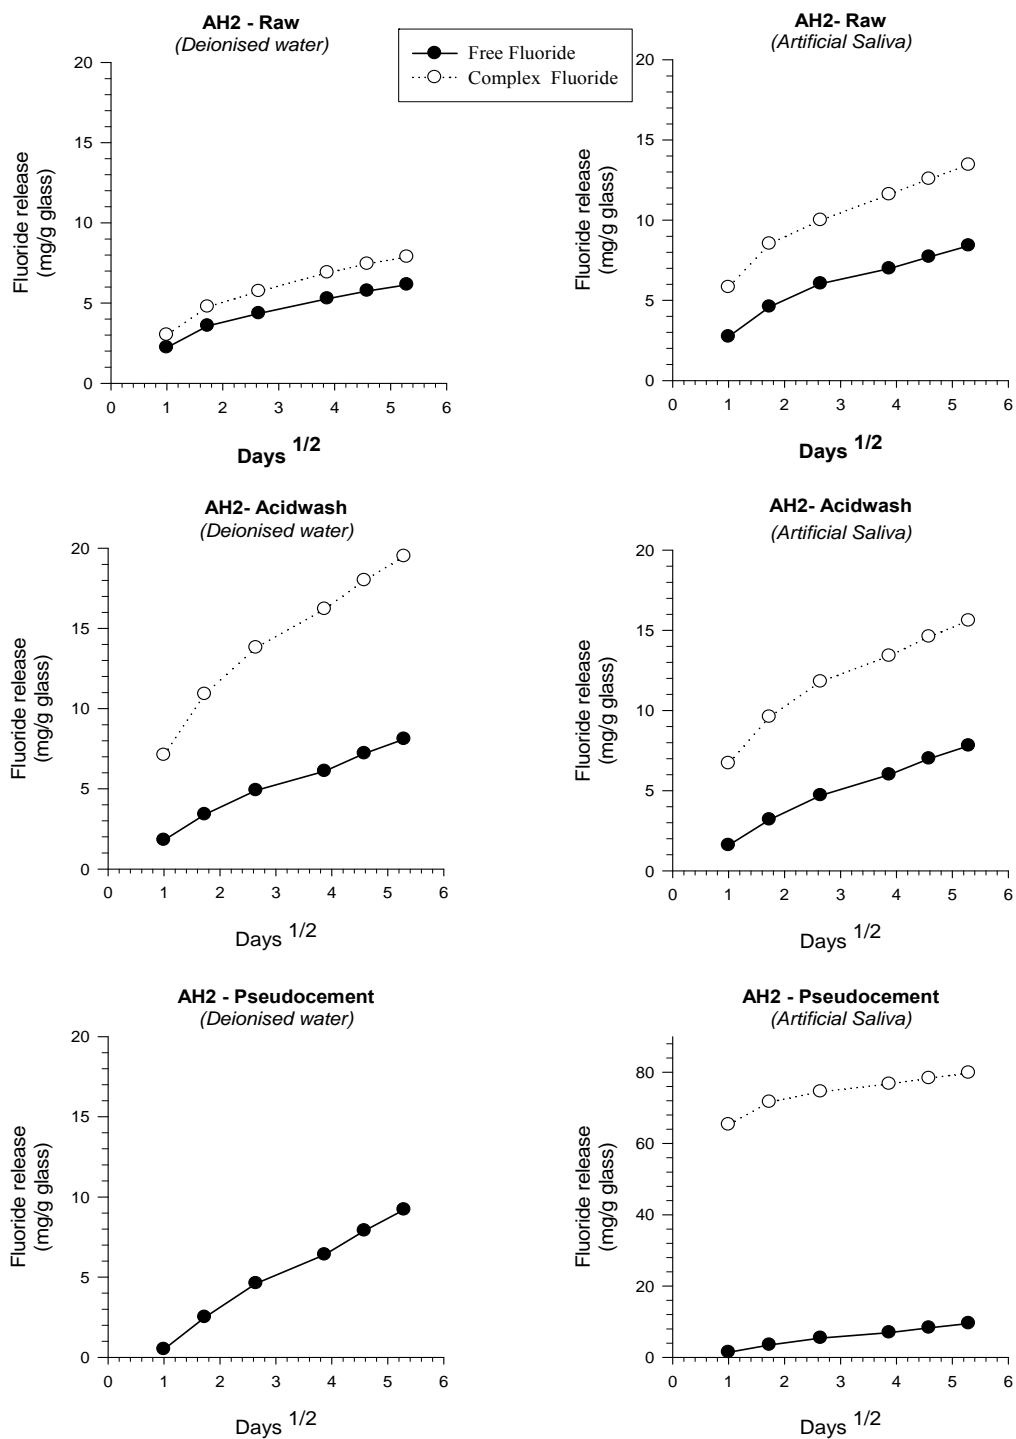 AH2 - Raw
(Deionised water)
Free Fluoride
Complex Fluoride
AH2- Raw
(Artificial Saliva)
Fluoride release
(mg/g glass)
20
15
10
5
0
0 1 2 3 4 5 6
Days 1/2
Fluoride release
(mg/g glass)
20
15
10
5
0
0 1 2 3 4 5 6
Days 1/2
AH2- Acidwash
(Deionised water)
Fluoride release
(mg/g glass)
20
15
10
5
0
0 1 2 3 4 5 6
Days 1/2
AH2- Acidwash
(Artificial Saliva)
Fluoride release
(mg/g glass)
20
15
10
5
0
0 1 2 3 4 5 6
Days 1/2
AH2 - Pseudocement
(Deionised water)
Fluoride release
(mg/g glass)
20
15
10
5
0
0 1 2 3 4 5 6
Days 1/2
AH2 - Pseudocement
(Artificial Saliva)
Fluoride release
(mg/g glass)
80
60
40
20
0
0 1 2 3 4 5 6
Days 1/2